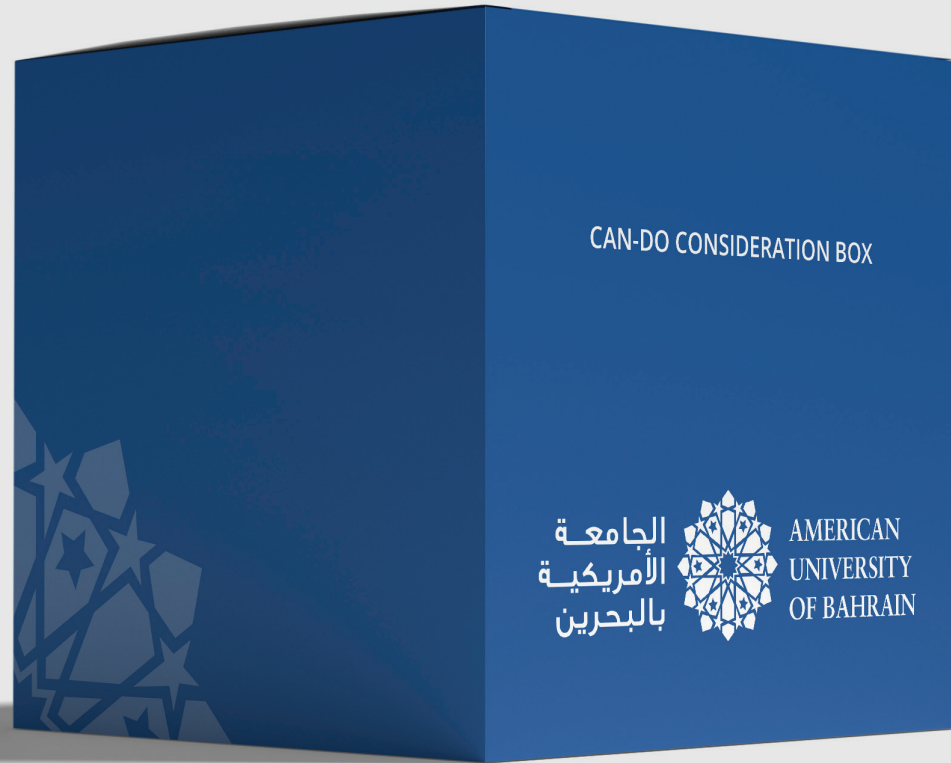 CAN-DO CONSIDERATION BOX
الجامعـة
الأمريكيـة
بالبحرين
AMERICAN
UNIVERSITY
OF BAHRAIN